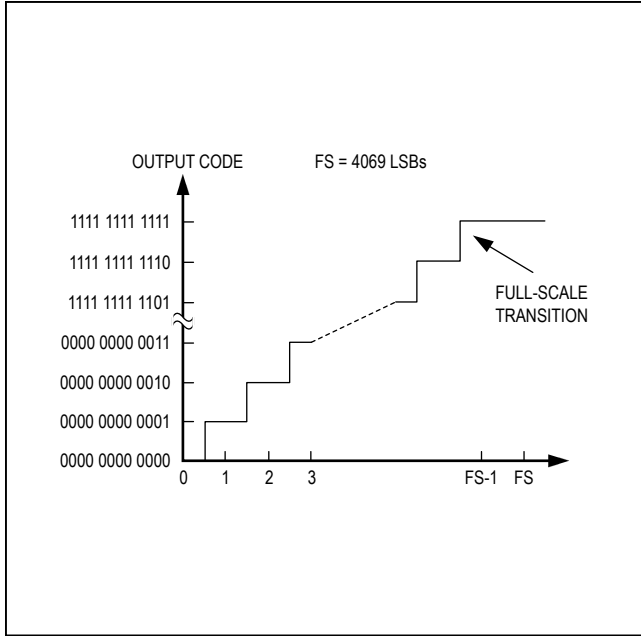 OUTPUT CODE
FS = 4069 LSBs
1111 1111 1111
1111 1111 1110
1111 1111 1101
0000 0000 0011
0000 0000 0010
0000 0000 0001
0000 0000 0000
FULL-SCALE
TRANSITION
0 1 2 3 FS-1 FS